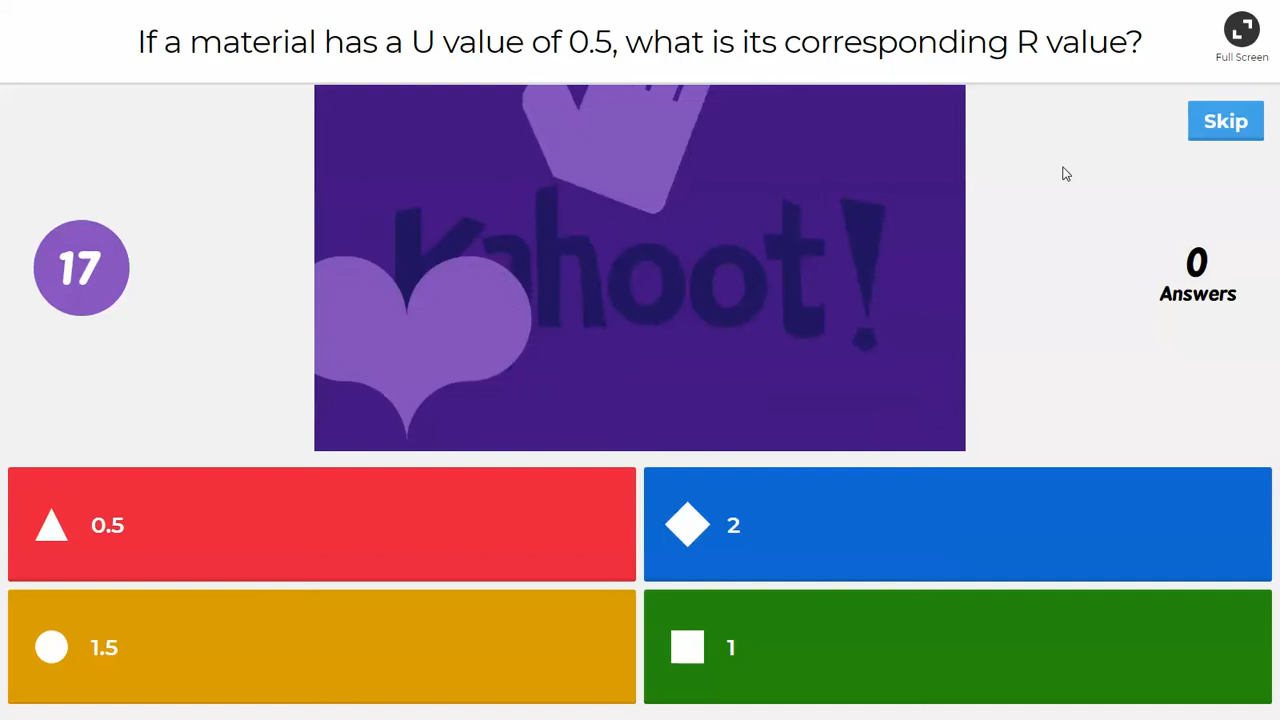 If a material has a U value of 0.5, what is its corresponding R value?
Full Screen
Skip
Kahoot!
17
0
Answers
0.5
2
1.5
1